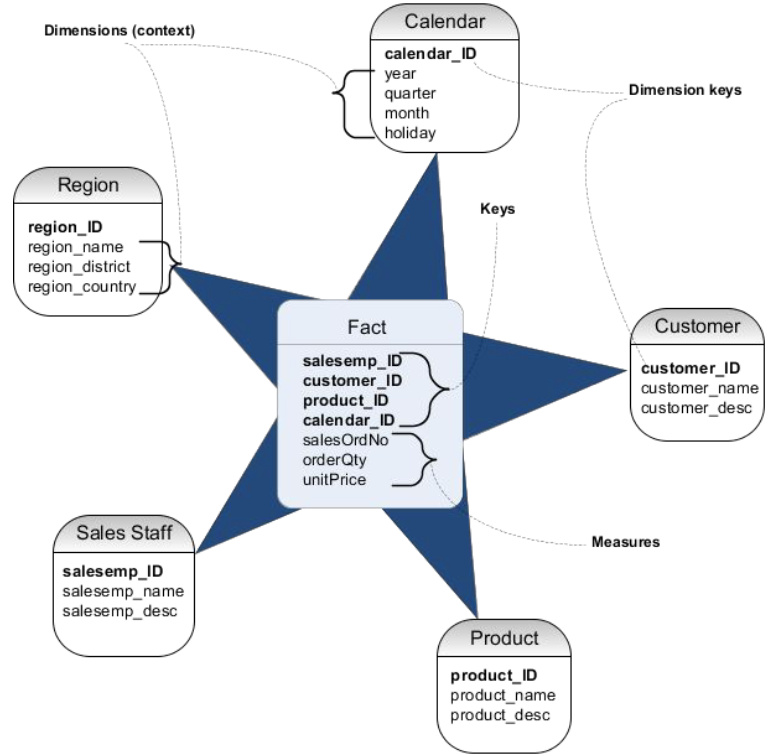 Calendar
calendar_ID
year
quarter
month
holiday
Dimensions (context)
Dimension keys
Region
region_ID
region_name
region_district
region_country
Keys
Fact
salesemp_ID
customer_ID
product_ID
calendar_ID
salesOrdNo
orderQty
unitPrice
Customer
customer_ID
customer_name
customer_desc
Measures
Sales Staff
salesemp_ID
salesemp_name
salesemp_desc
Product
product_ID
product_name
product_desc